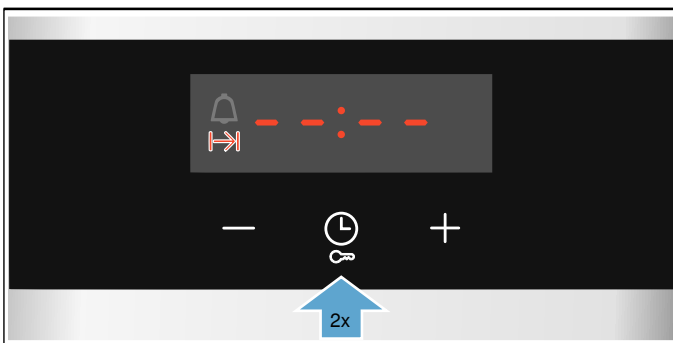 - -:- -
— +
2x